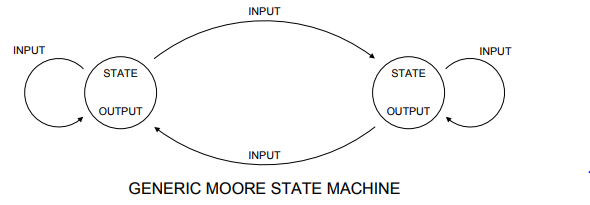 INPUT
INPUT
INPUT
STATE
STATE
OUTPUT
OUTPUT
INPUT
GENERIC MOORE STATE MACHINE